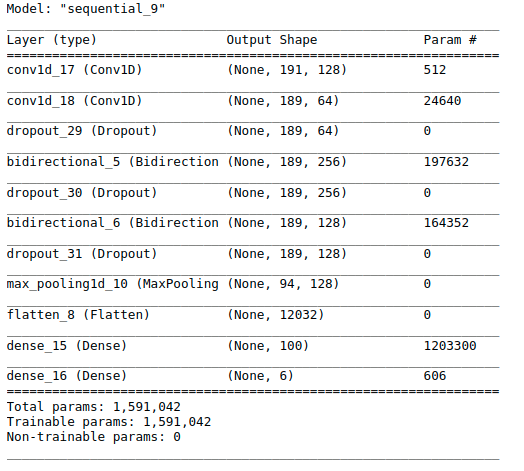 Model: "sequential_9"
Layer (type) Output Shape Param #
conv1d_17 (Conv1D) (None, 191, 128) 512
conv1d_18 (Conv1D) (None, 189, 64) 24640
dropout_29 (Dropout) (None, 189, 64) 0
bidirectional_5 (Bidirection (None, 189, 256) 197632
dropout_30 (Dropout) (None, 189, 256) 0
bidirectional_6 (Bidirection (None, 189, 128) 164352
dropout_31 (Dropout) (None, 189, 128) 0
max_pooling1d_10 (MaxPooling (None, 94, 128) 0
flatten_8 (Flatten) (None, 12032) 0
dense_15 (Dense) (None, 100) 1203300
dense_16 (Dense) (None, 6) 606
Total params: 1,591,042
Trainable params: 1,591,042
Non-trainable params: 0